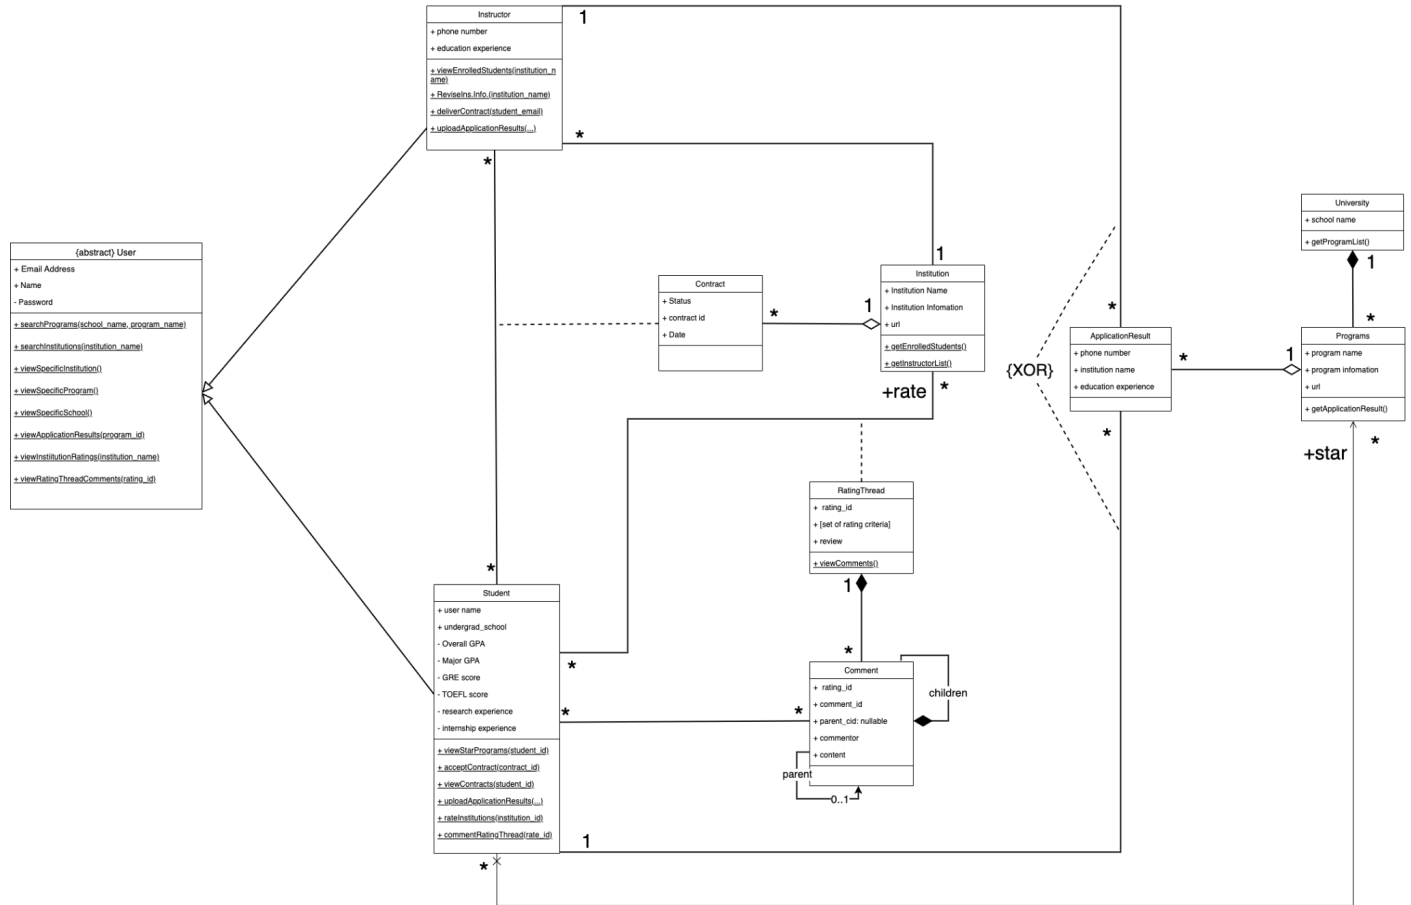 Instructor
+ phone number
+ education experience
+ viewEnrolledStudents(institution_n
ame)
+ ReviseIns.Info.(institution_name)
+ deliverContract(student_email)
+ uploadApplicationResults(...)
1
*
*
{abstract} User
+ Email Address
+ Name
- Password
+ searchPrograms(school_name, program_name)
+ searchInstitutions(institution_name)
+ viewSpecificInstitution()
+ viewSpecificProgram()
+ viewSpecificSchool()
+ viewApplicationResults(program_id)
+ viewInstiitutionRatings(institution_name)
+ viewRatingThreadComments(rating_id)
Contract
+ Status
+ contract id
+ Date
*
1
1
Institution
+ Institution Name
+ Institution Infomation
+ url
+ getEnrolledStudents()
+ getInstructorList()
+rate
*
{XOR}
*
ApplicationResult
+ phone number
+ institution name
+ education experience
*
*
1
University
+ school name
+ getProgramList()
1
*
Programs
+ program name
+ program infomation
+ url
+ getApplicationResult()
+star
*
RatingThread
+ rating_id
+ [set of rating criteria]
+ review
+ viewComments()
1
*
Comment
+ rating_id
+ comment_id
+ parent_cid: nullable
+ commentor
+ content
children
parent
0..1
*
Student
+ user name
+ undergrad_school
- Overall GPA
- Major GPA
- GRE score
- TOEFL score
- research experience
- internship experience
+ viewStarPrograms(student_id)
+ acceptContract(contract_id)
+ viewContracts(student_id)
+ uploadApplicationResults(...)
+ rateInstitutions(institution_id)
+ commentRatingThread(rate_id)
*
*
*
1
*